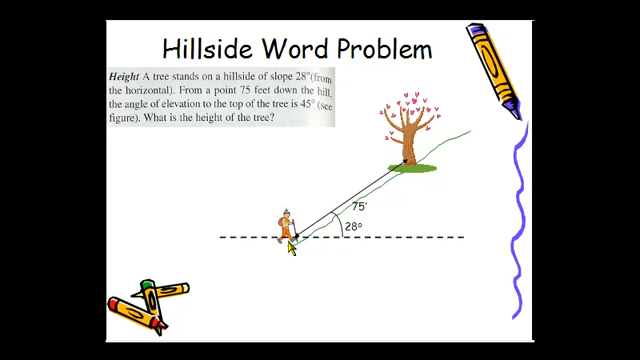 Hillside Word Problem
Height A tree stands on a hillside of slope 28° (from
the horizontal). From a point 75 feet down the hill,
the angle of elevation to the top of the tree is 45° (see
figure). What is the height of the tree?
75'
28°